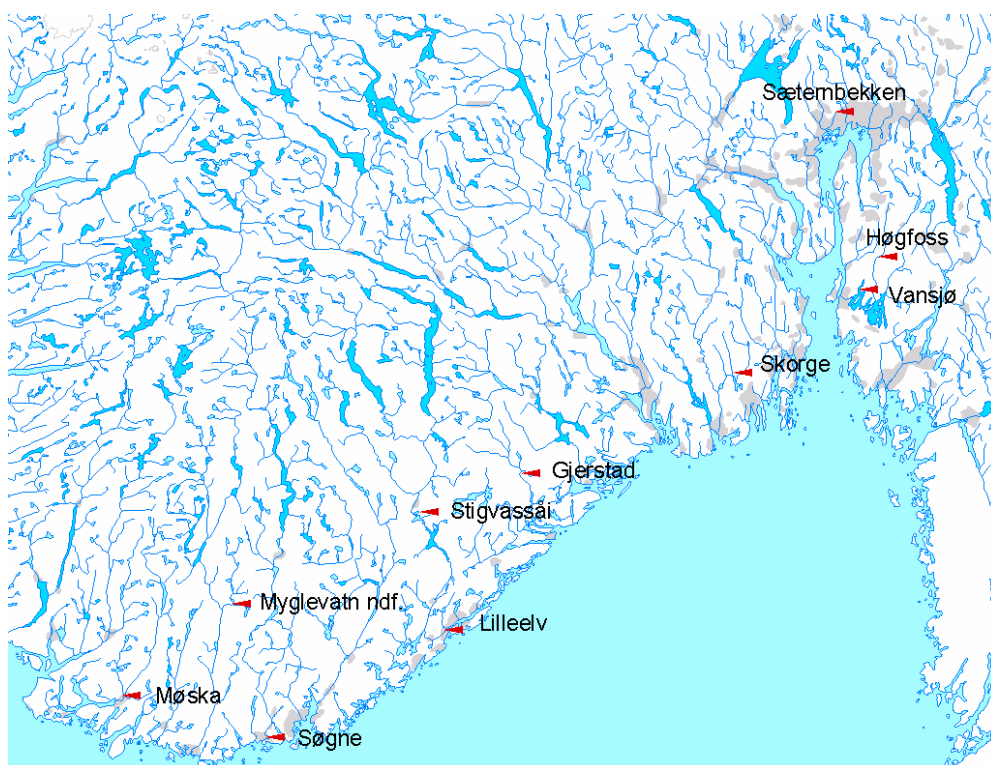 Sætembekken
Høgfoss
Vansjø
Skorge
Gjerstad
Stigvassåi
Myglevatn ndf.
Lilleelv
Møska
Søgne